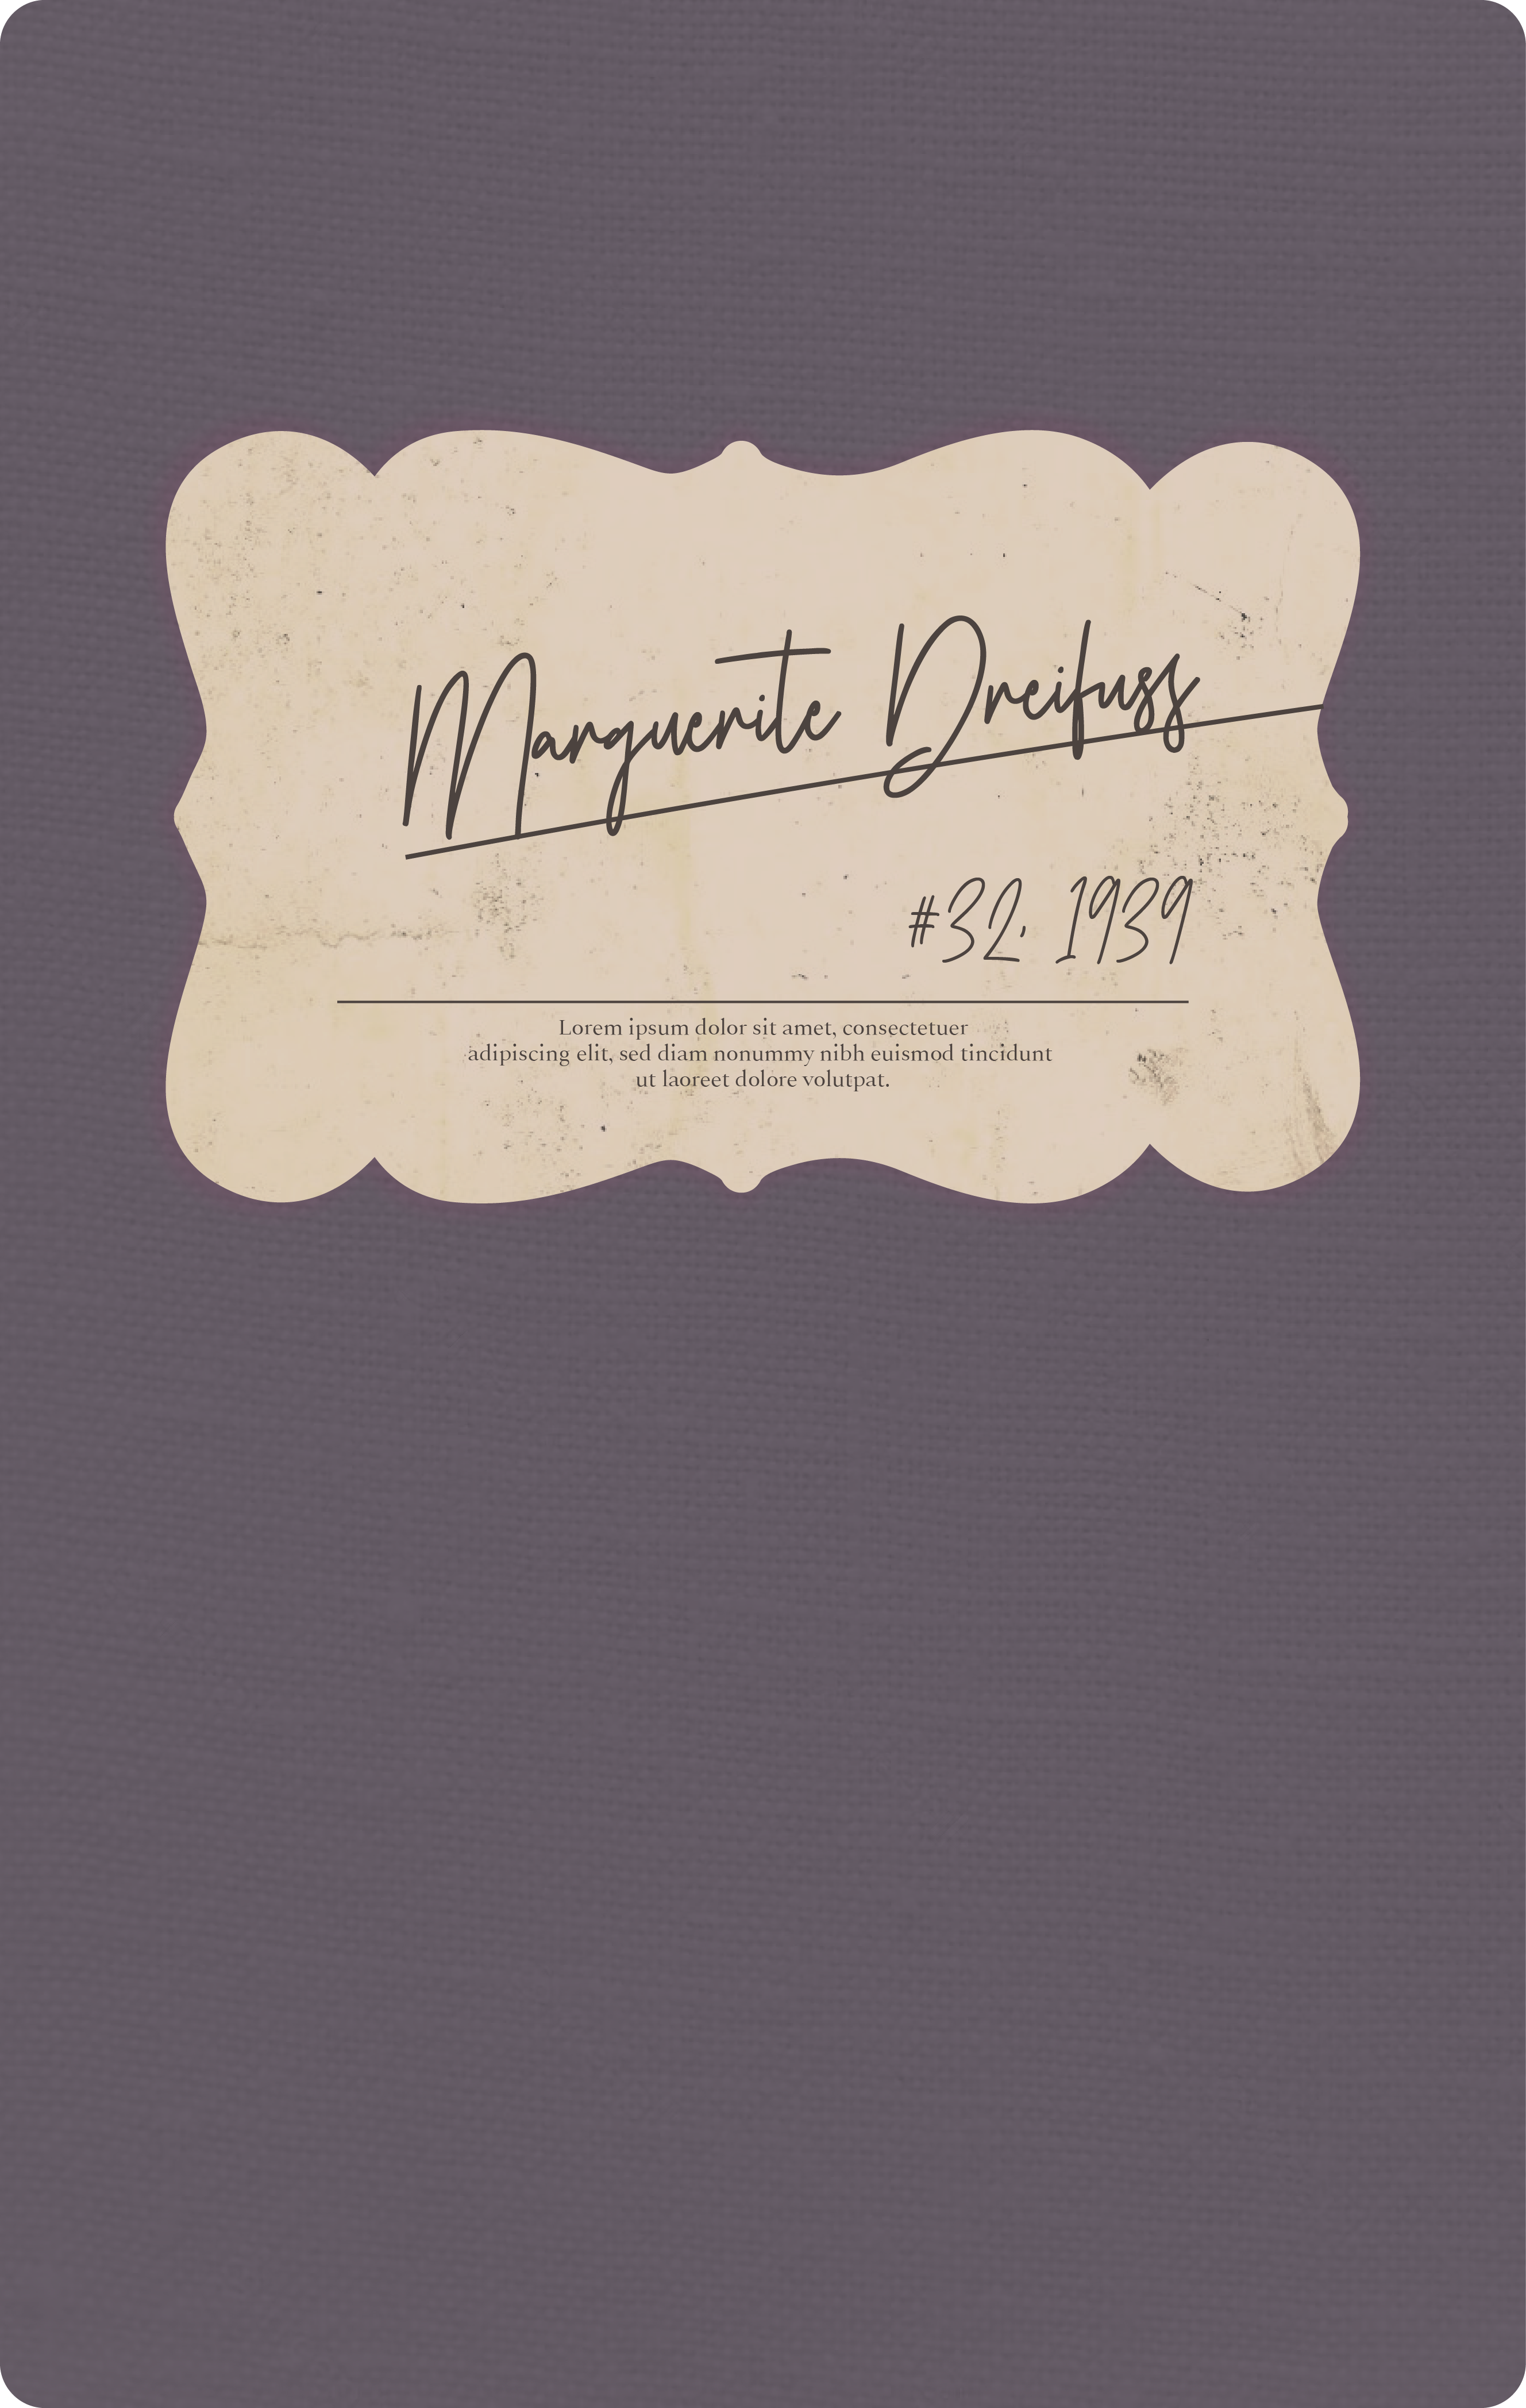 Marguerite Dreifuss
#32, 1939
Lorem ipsum dolor sit amet, consectetuer
adipiscing elit, sed diam nonummy nibh euismod tincidunt
ut laoreet dolore volutpat.